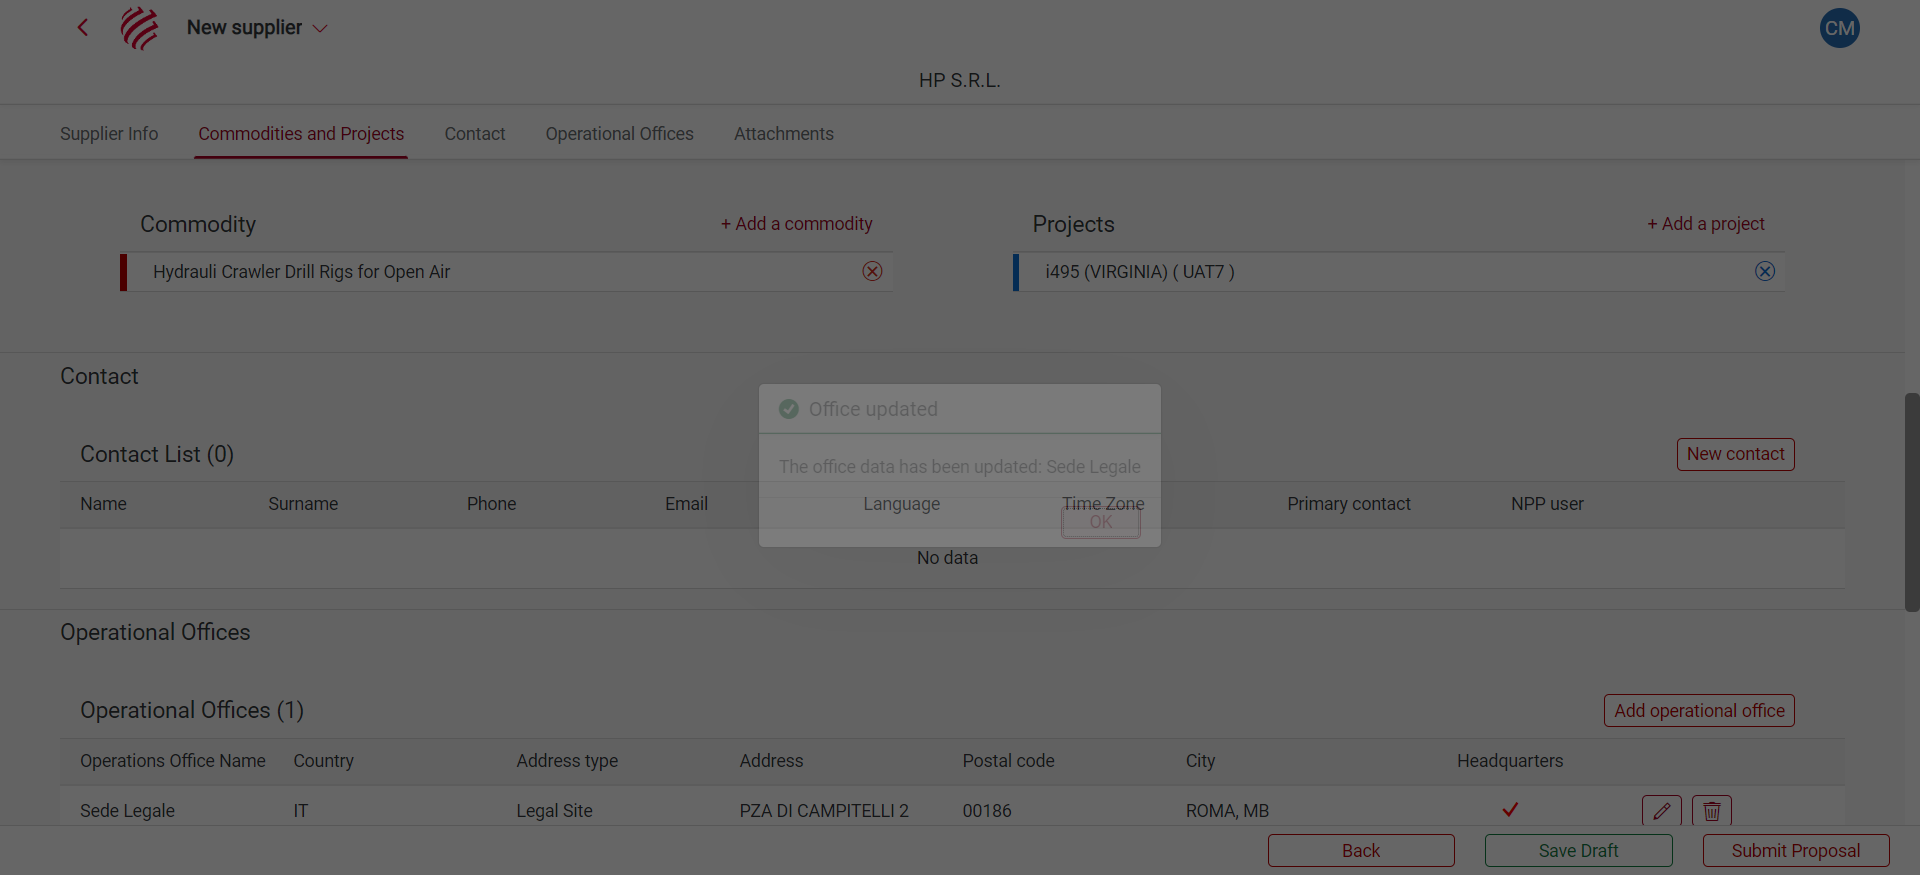 New supplier
CM
HP S.R.L.
Supplier Info Commodities and Projects Contact Operational Offices Attachments
Commodity + Add a commodity
Hydrauli Crawler Drill Rigs for Open Air
Projects + Add a project
i495 (VIRGINIA) ( UAT7 )
Contact
Office updated
The office data has been updated: Sede Legale
OK
Contact List (0) New contact
Name Surname Phone Email Language Time Zone Primary contact NPP user
No data
Operational Offices
Operational Offices (1) Add operational office
Operations Office Name Country Address type Address Postal code City Headquarters
Sede Legale IT Legal Site PZA DI CAMPITELLI 2 00186 ROMA, MB
Back Save Draft Submit Proposal